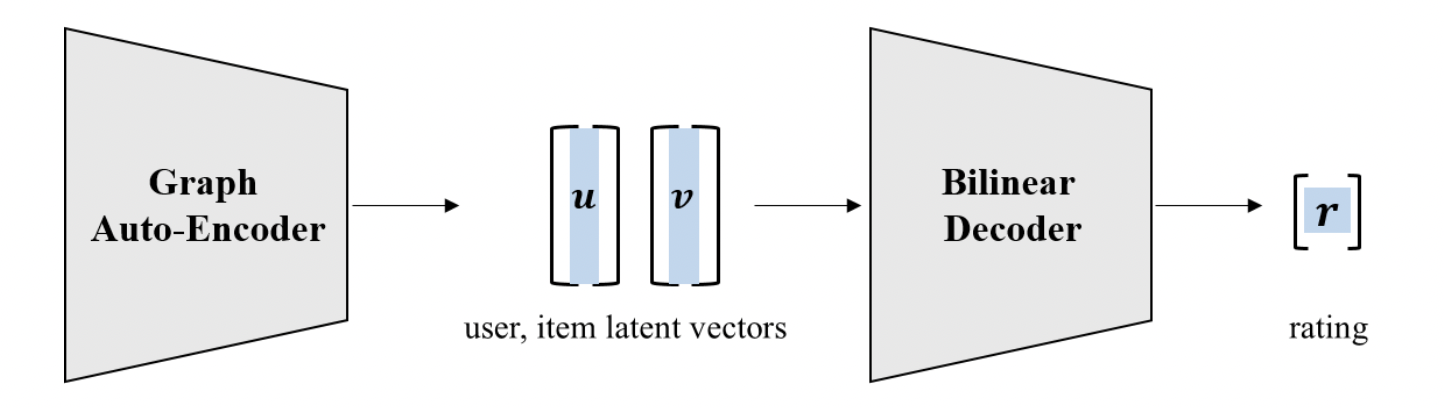 Graph
Auto-Encoder
u
v
user, item latent vectors
Bilinear
Decoder
r
rating